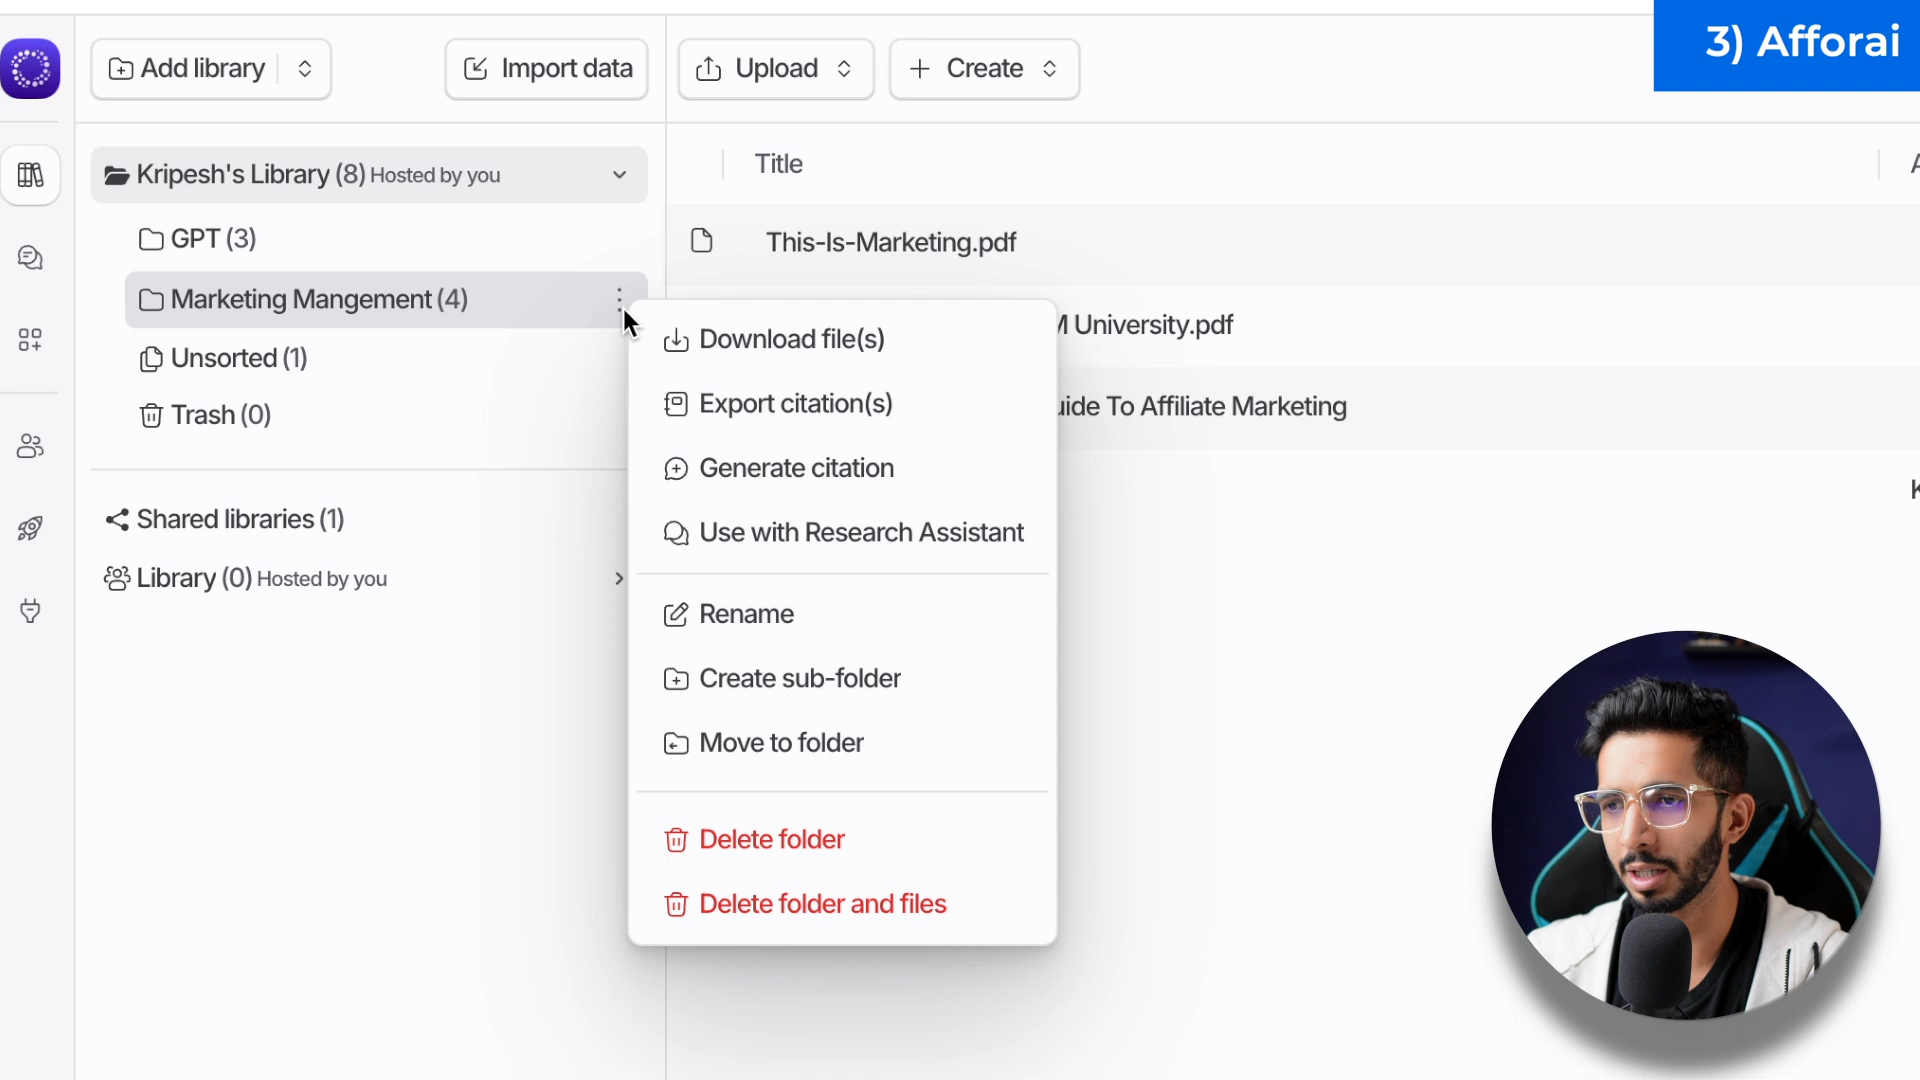 3) Afforai
Add library
Import data
Upload
Create
Kripesh's Library (8) Hosted by you
GPT (3)
Marketing Mangement (4)
Unsorted (1)
Trash (0)
Shared libraries (1)
Library (0) Hosted by you
Title
This-Is-Marketing.pdf
University.pdf
To Affiliate Marketing
Download file(s)
Export citation(s)
Generate citation
Use with Research Assistant
Rename
Create sub-folder
Move to folder
Delete folder
Delete folder and files